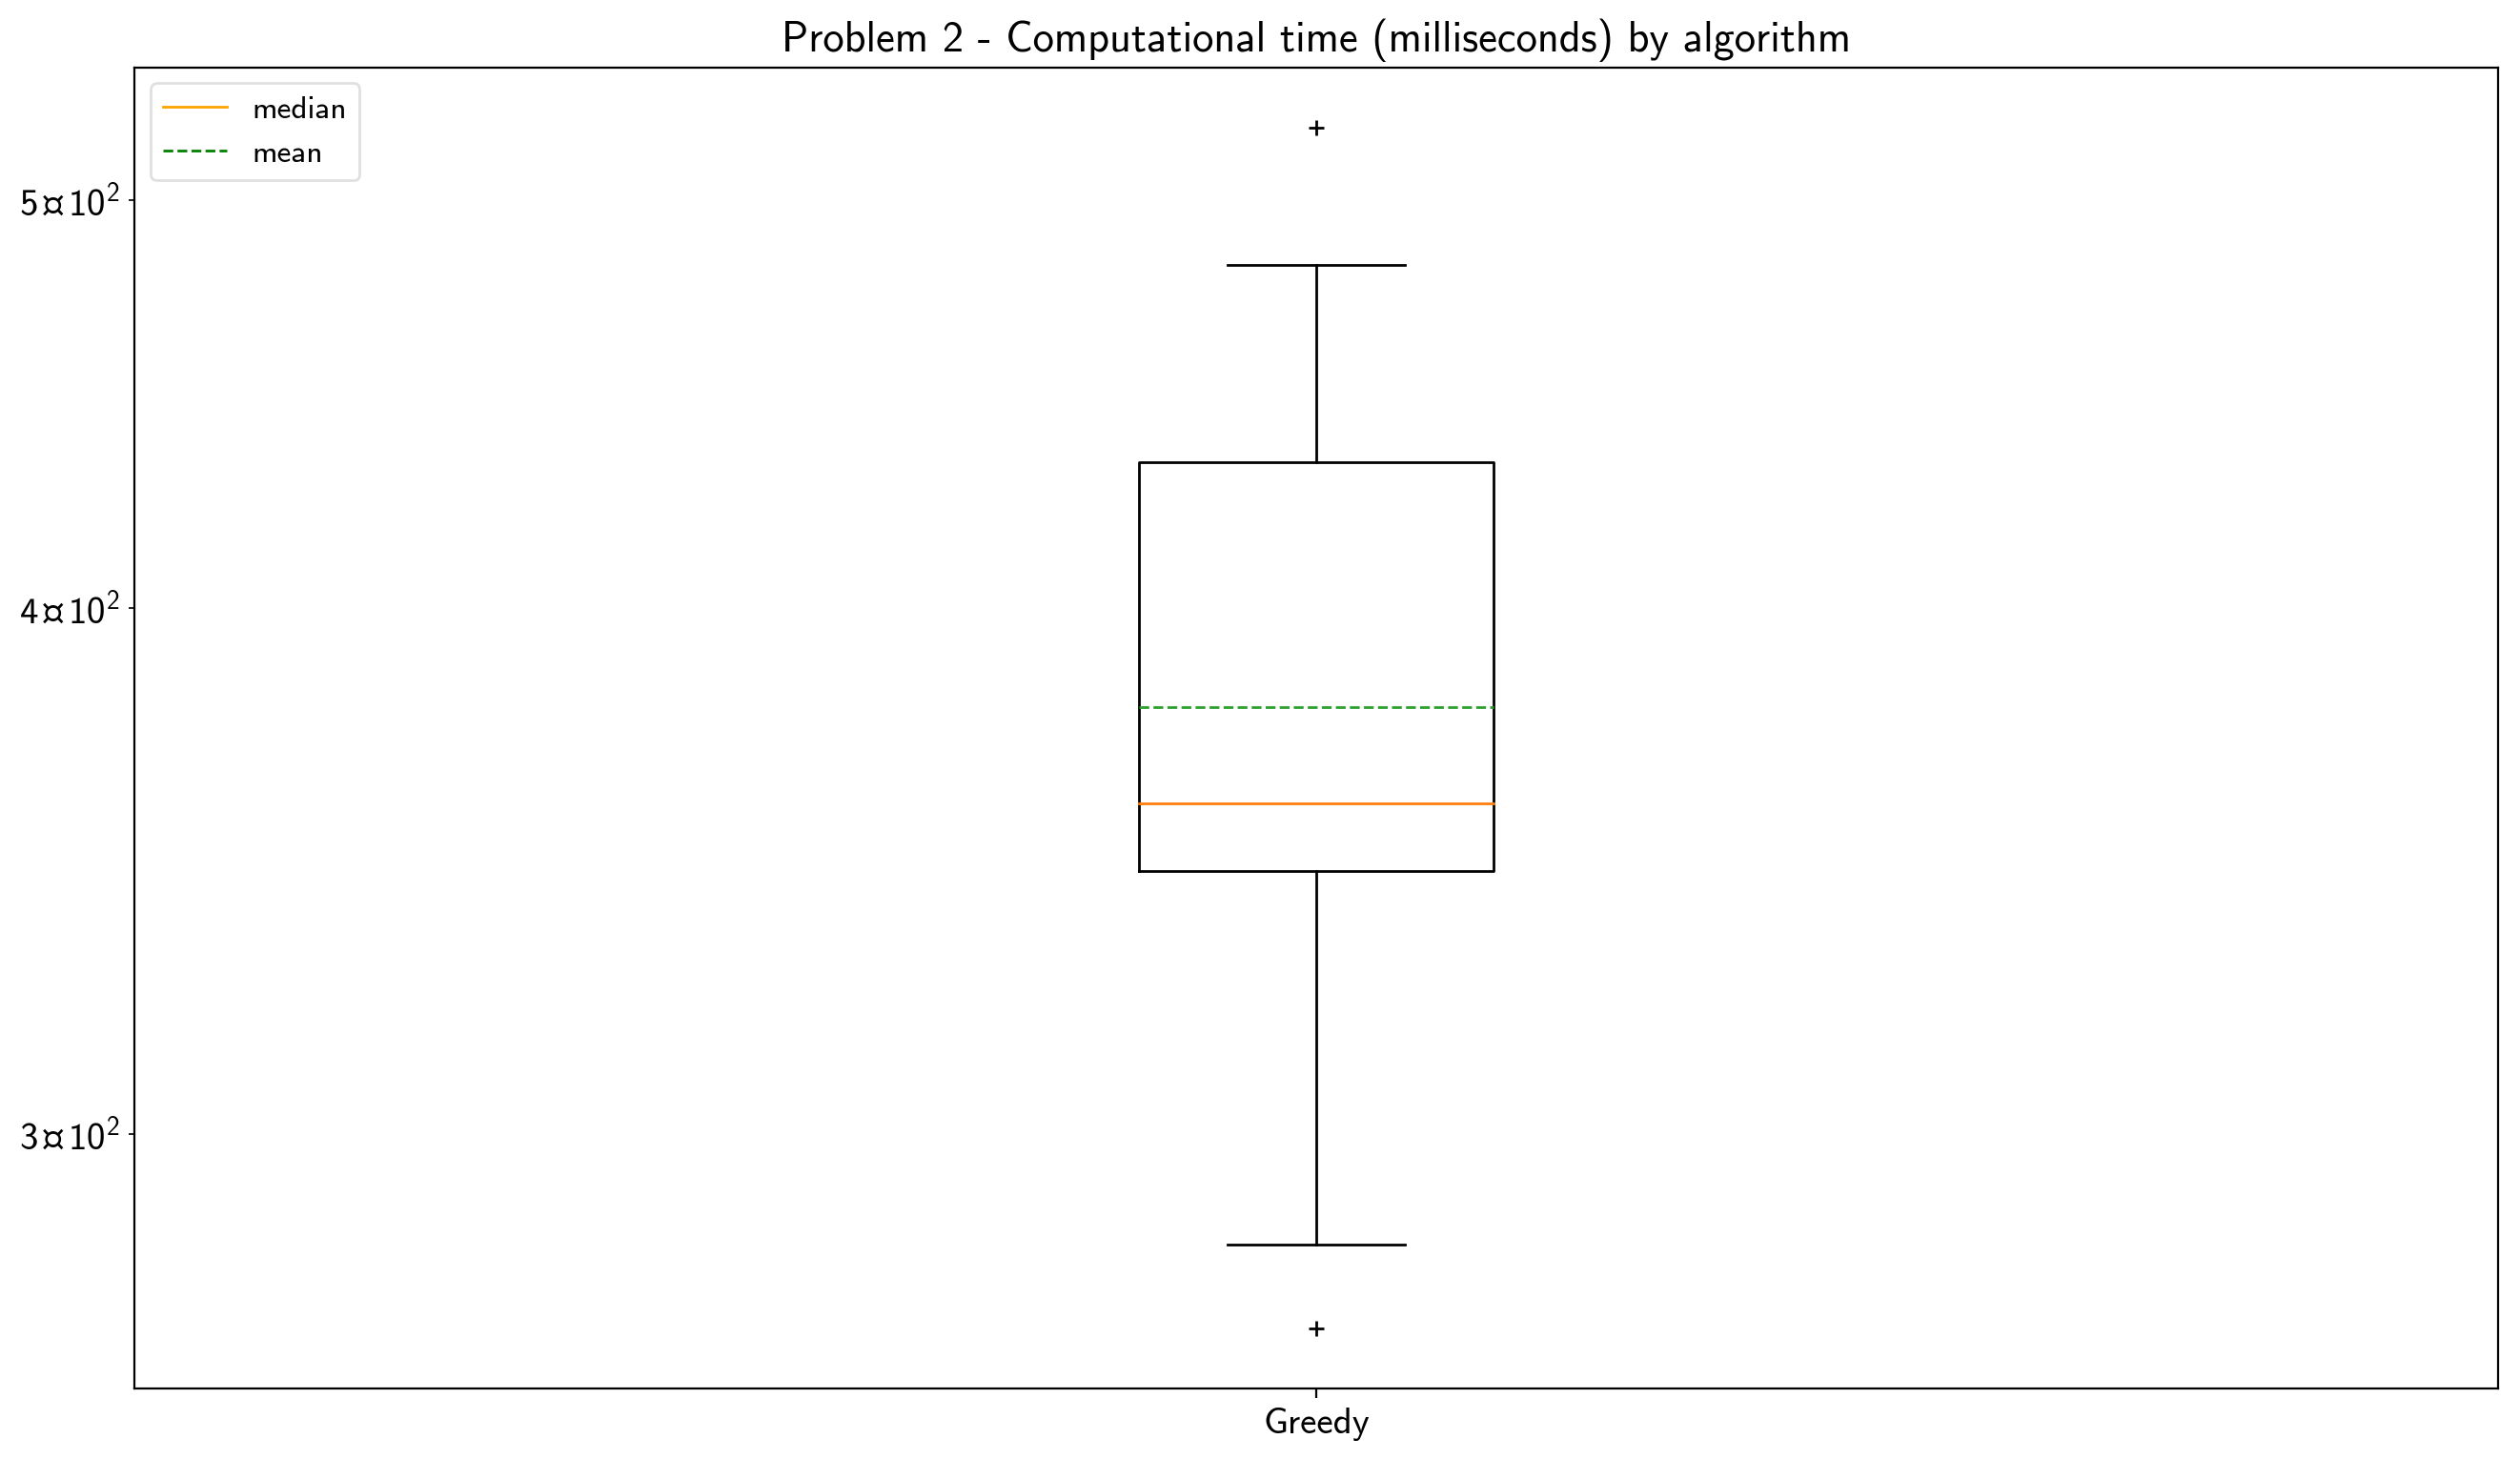 Problem 2 - Computational time (milliseconds) by algorithm
median
mean
5¤10²
4¤10²
3¤10²
Greedy